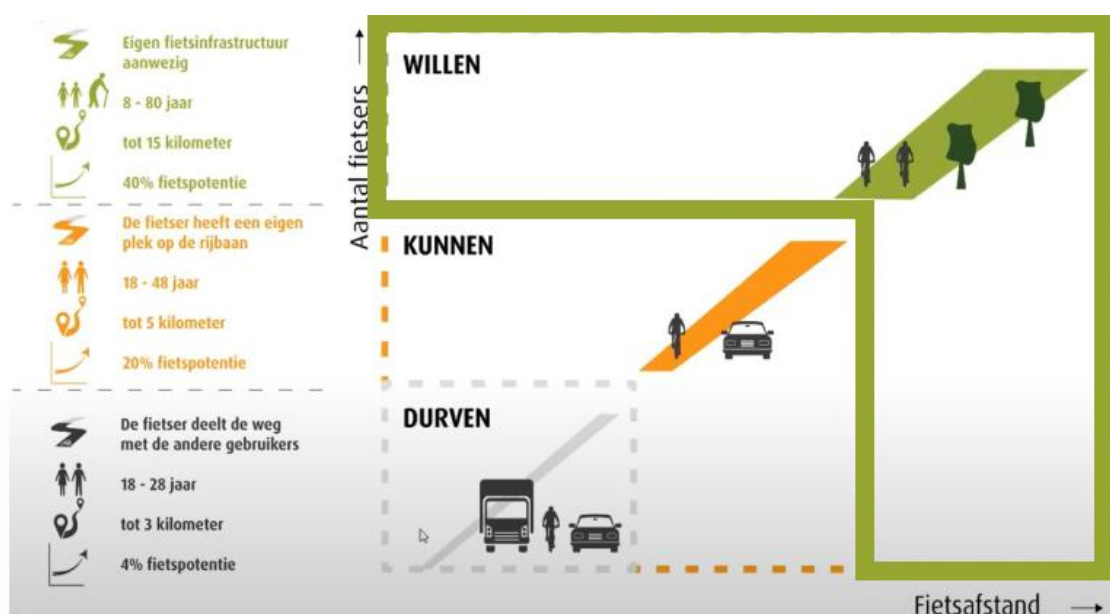 Eigen fietsinfrastructuur
aanwezig
8 - 80 jaar
tot 15 kilometer
40% fietspotentie
De fietser heeft een eigen
plek op de rijbaan
18 - 48 jaar
tot 5 kilometer
20% fietspotentie
De fietser deelt de weg
met de andere gebruikers
18 - 28 jaar
tot 3 kilometer
4% fietspotentie
Aantal fietsers
WILLEN
KUNNEN
DURVEN
Fietsafstand